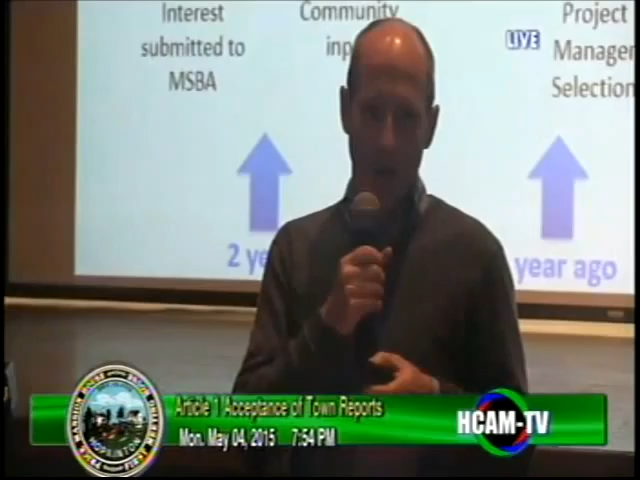 Interest
submitted to
MSBA
Community
LIVE
Project
Manager
Selection
2 ye
year ago
Article 1 Acceptance of Town Reports
Mon. May 04, 2015 7:54 PM
HOPKINTON
HCAM-TV